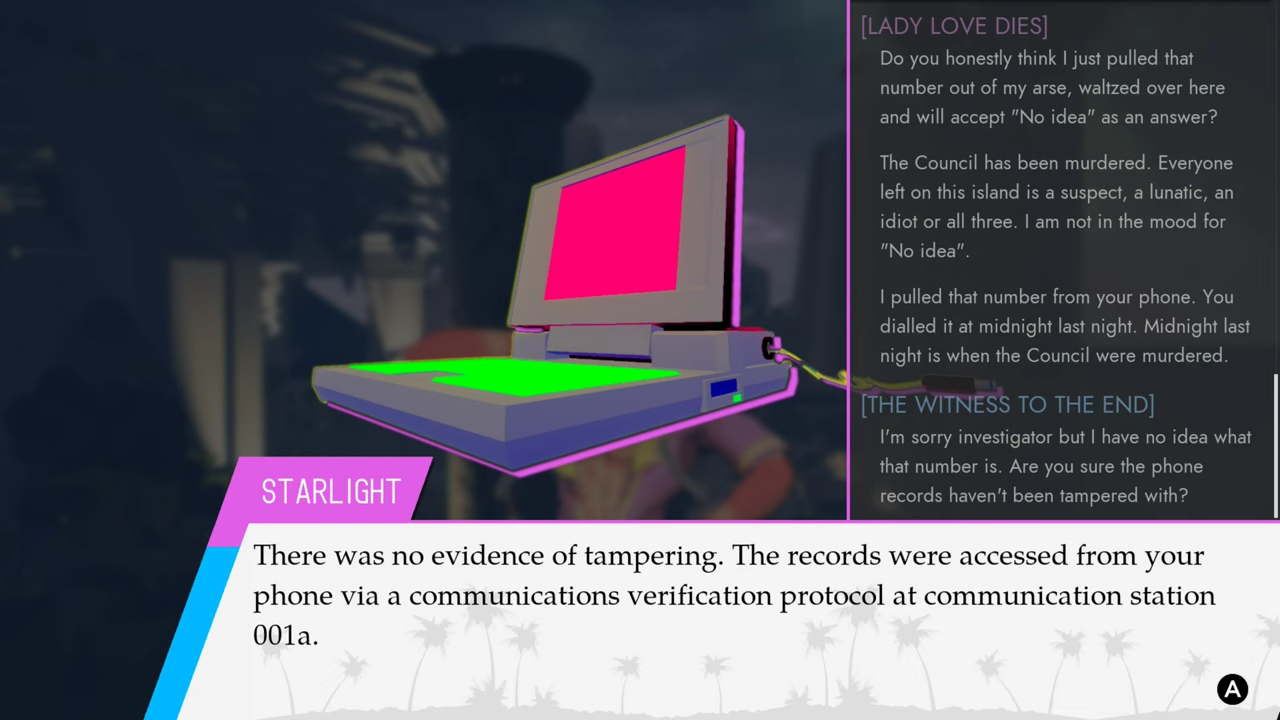 [LADY LOVE DIES]
Do you honestly think I just pulled that
number out of my arse, waltzed over here
and will accept "No idea" as an answer?
The Council has been murdered. Everyone
left on this island is a suspect, a lunatic, an
idiot or all three. I am not in the mood for
"No idea".
I pulled that number from your phone. You
dialled it at midnight last night. Midnight last
night is when the Council were murdered.
[THE WITNESS TO THE END]
I'm sorry investigator but I have no idea what
that number is. Are you sure the phone
records haven't been tampered with?
STARLIGHT
There was no evidence of tampering. The records were accessed from your
phone via a communications verification protocol at communication station
001a.
A